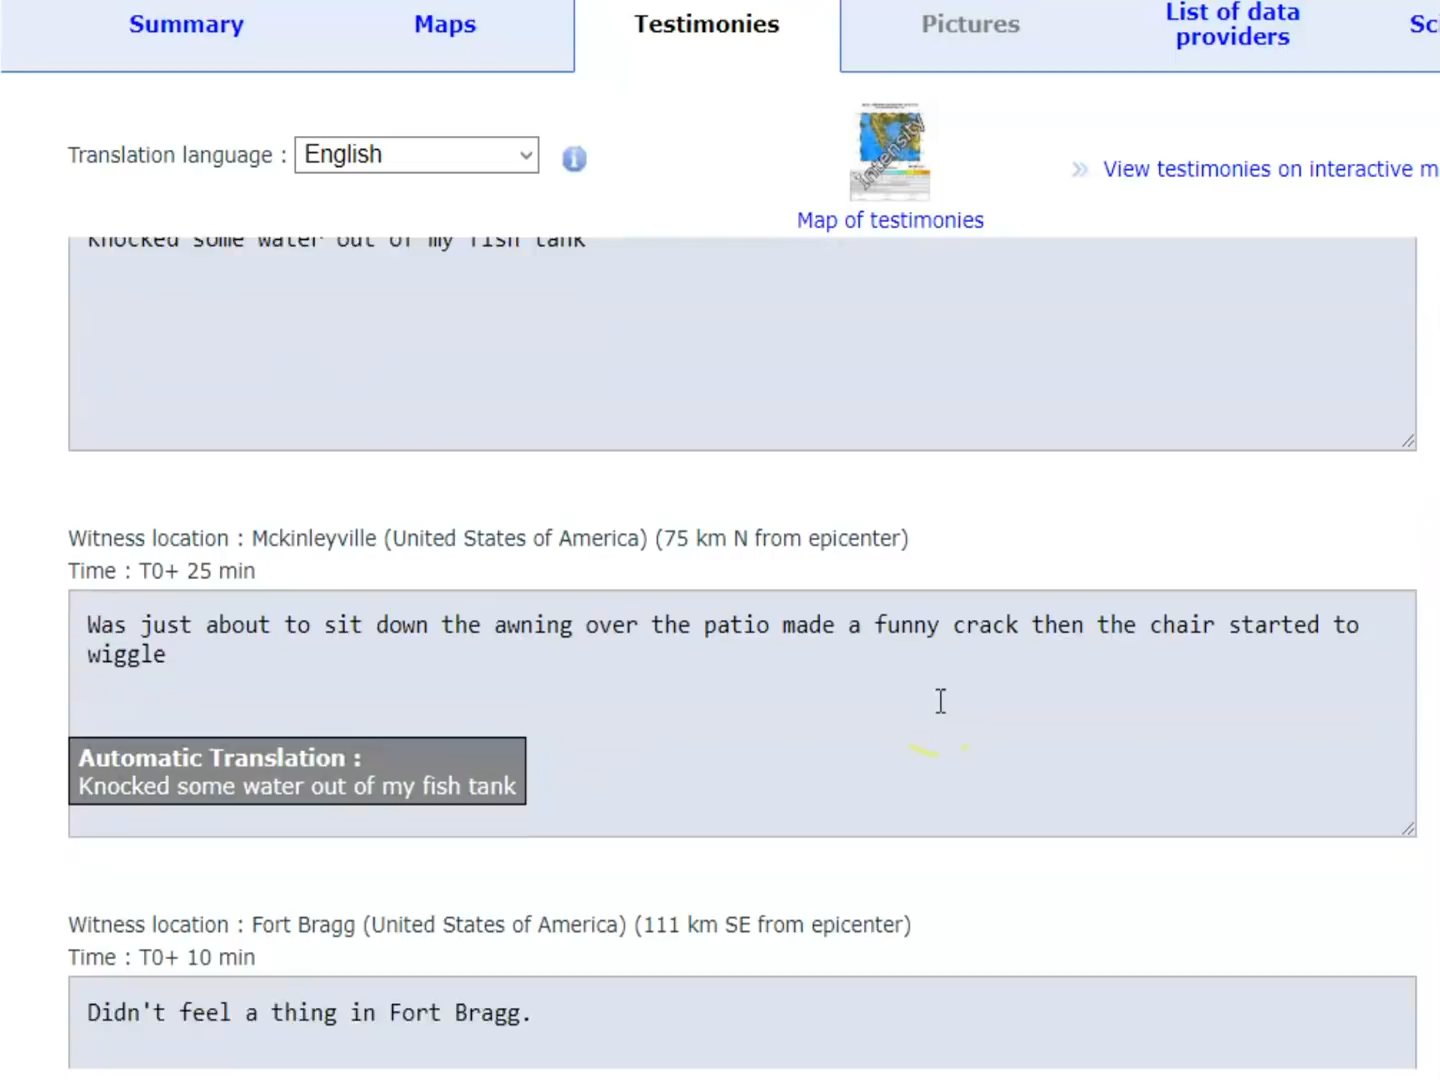 Summary
Maps
Testimonies
Pictures
List of data
providers
Translation language : English
intensity
Map of testimonies
» View testimonies on interactive
Knocked some water out of my fish tank
Witness location : Mckinleyville (United States of America) (75 km N from epicenter)
Time : T0+ 25 min
Was just about to sit down the awning over the patio made a funny crack then the chair started to
wiggle
Automatic Translation :
Knocked some water out of my fish tank
Witness location : Fort Bragg (United States of America) (111 km SE from epicenter)
Time : T0+ 10 min
Didn't feel a thing in Fort Bragg.